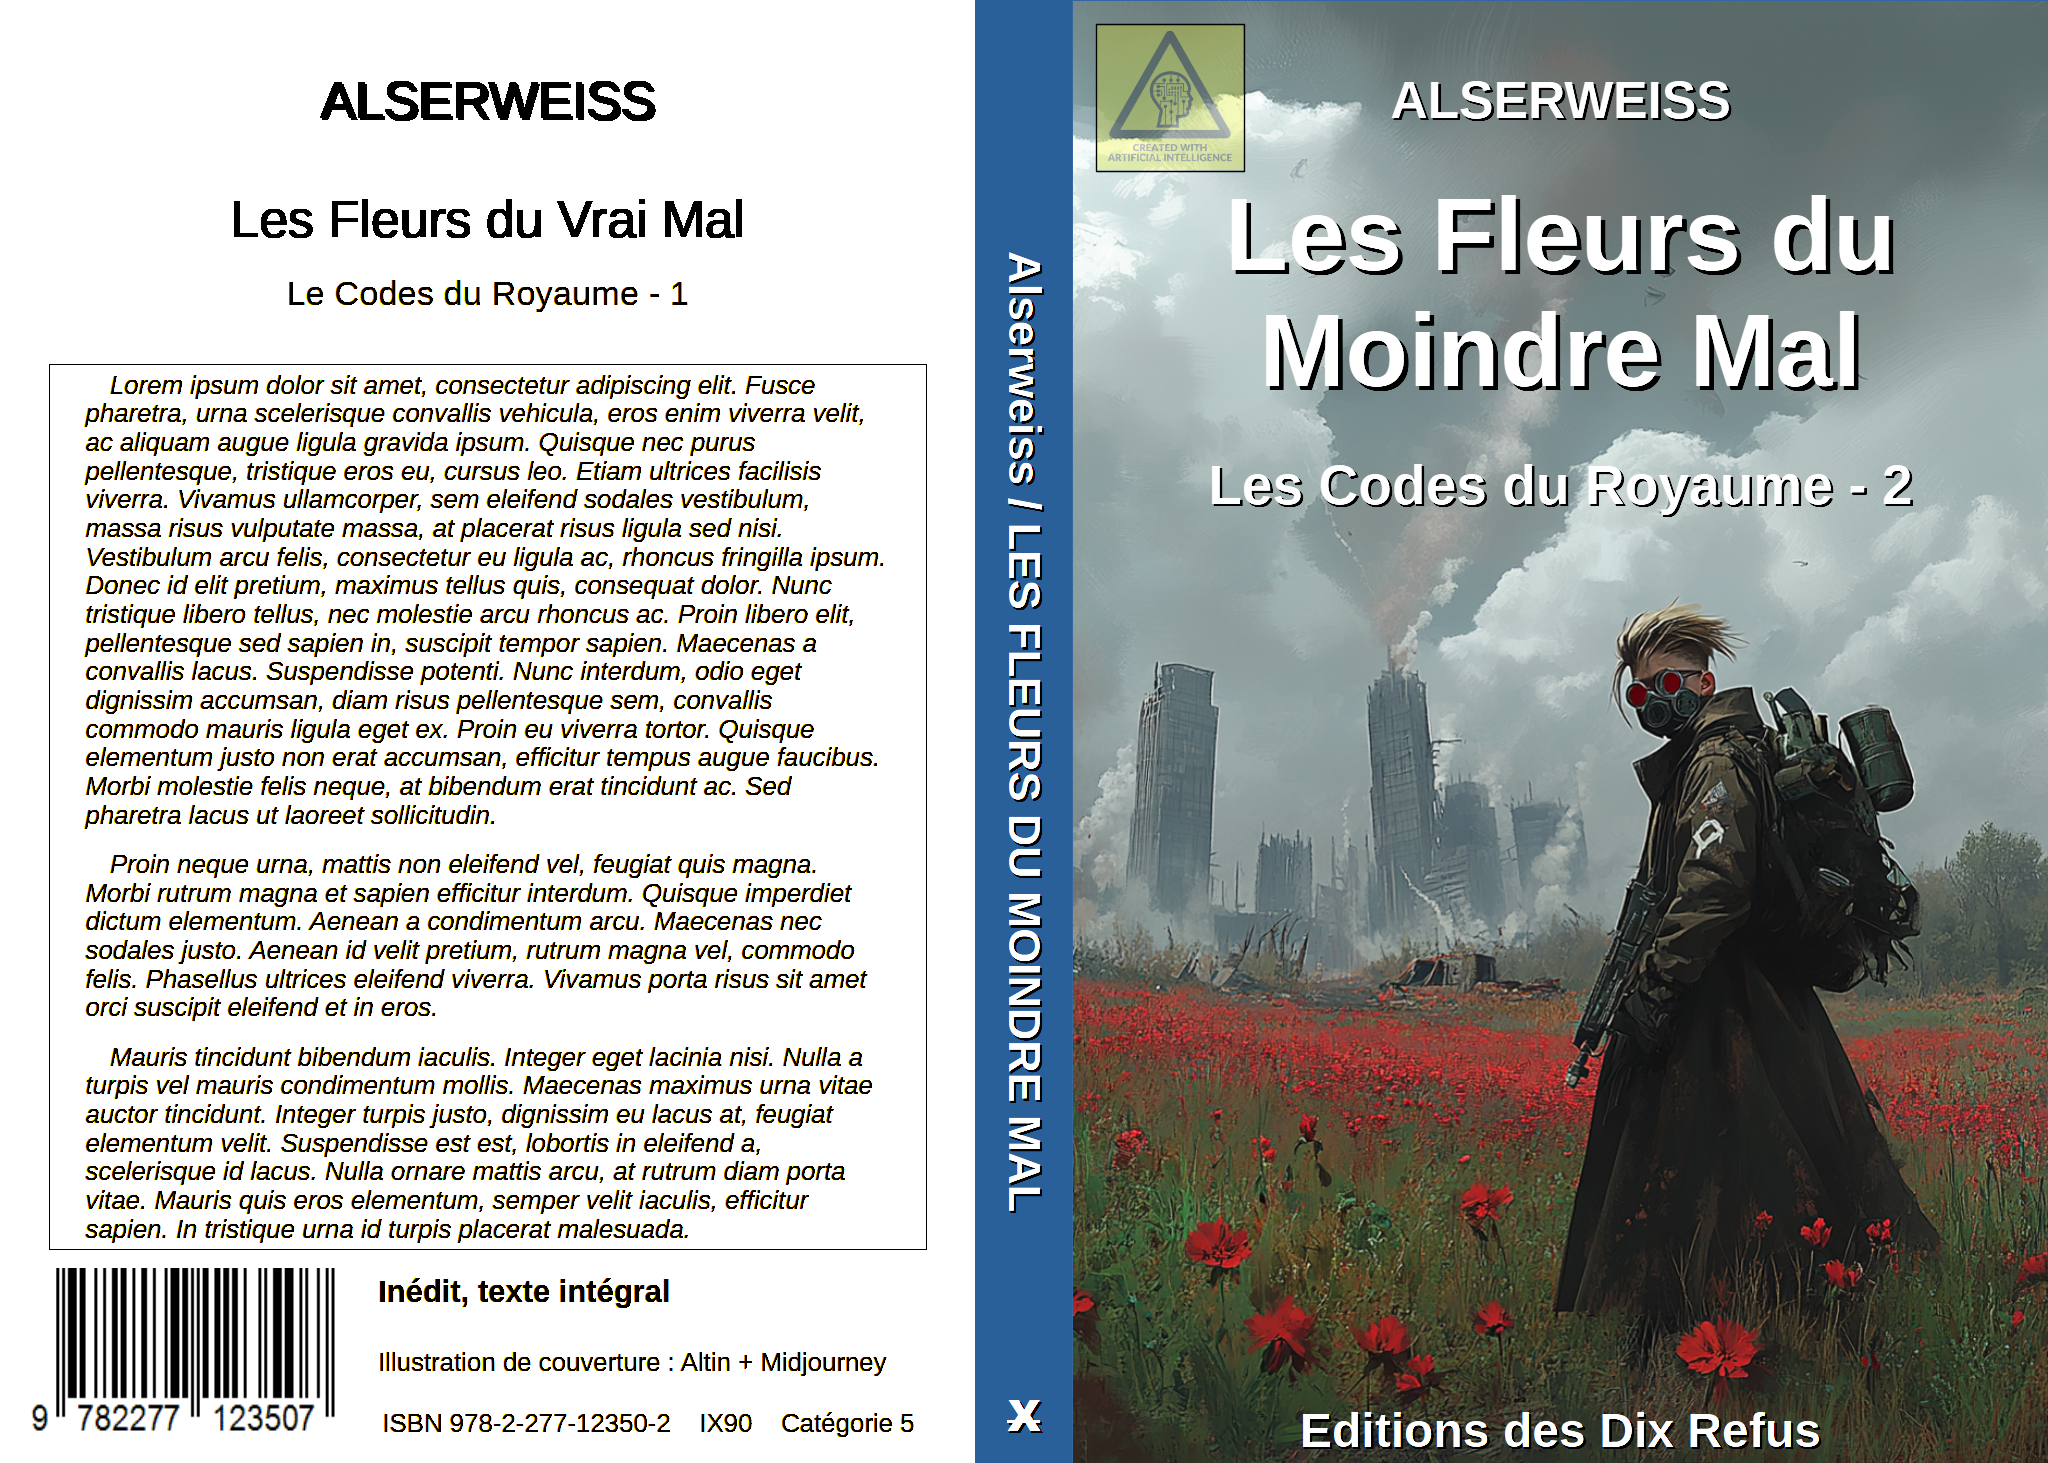 ALSERWEISS
Les Fleurs du Vrai Mal
Le Codes du Royaume - 1
Lorem ipsum dolor sit amet, consectetur adipiscing elit. Fusce
pharetra, urna scelerisque convallis vehicula, eros enim viverra velit,
ac aliquam augue ligula gravida ipsum. Quisque nec purus
pellentesque, tristique eros eu, cursus leo. Etiam ultrices facilisis
viverra. Vivamus ullamcorper, sem eleifend sodales vestibulum,
massa risus vulputate massa, at placerat risus ligula sed nisi.
Vestibulum arcu felis, consectetur eu ligula ac, rhoncus fringilla ipsum.
Donec id elit pretium, maximus tellus quis, consequat dolor. Nunc
tristique libero tellus, nec molestie arcu rhoncus ac. Proin libero elit,
pellentesque sed sapien in, suscipit tempor sapien. Maecenas a
convallis lacus. Suspendisse potenti. Nunc interdum, odio eget
dignissim accumsan, diam risus pellentesque sem, convallis
commodo mauris ligula eget ex. Proin eu viverra tortor. Quisque
elementum justo non erat accumsan, efficitur tempus augue faucibus.
Morbi molestie felis neque, at bibendum erat tincidunt ac. Sed
pharetra lacus ut laoreet sollicitudin.
Proin neque urna, mattis non eleifend vel, feugiat quis magna.
Morbi rutrum magna et sapien efficitur interdum. Quisque imperdiet
dictum elementum. Aenean a condimentum arcu. Maecenas nec
sodales justo. Aenean id velit pretium, rutrum magna vel, commodo
felis. Phasellus ultrices eleifend viverra. Vivamus porta risus sit amet
orci suscipit eleifend et in eros.
Mauris tincidunt bibendum iaculis. Integer eget lacinia nisi. Nulla a
turpis vel mauris condimentum mollis. Maecenas maximus urna vitae
auctor tincidunt. Integer turpis justo, dignissim eu lacus at, feugiat
elementum velit. Suspendisse est est, lobortis in eleifend a,
scelerisque id lacus. Nulla ornare mattis arcu, at rutrum diam porta
vitae. Mauris quis eros elementum, semper velit iaculis, efficitur
sapien. In tristique urna id turpis placerat malesuada.
9 782277 123507
Inédit, texte intégral
Illustration de couverture : Altin + Midjourney
ISBN 978-2-277-12350-2 IX90 Catégorie 5
Alserweiss / LES FLEURS DU MOINDRE MAL
X
CREATED WITH
ARTIFICIAL INTELLIGENCE
ALSERWEISS
Les Fleurs du
Moindre Mal
Les Codes du Royaume - 2
Editions des Dix Refus